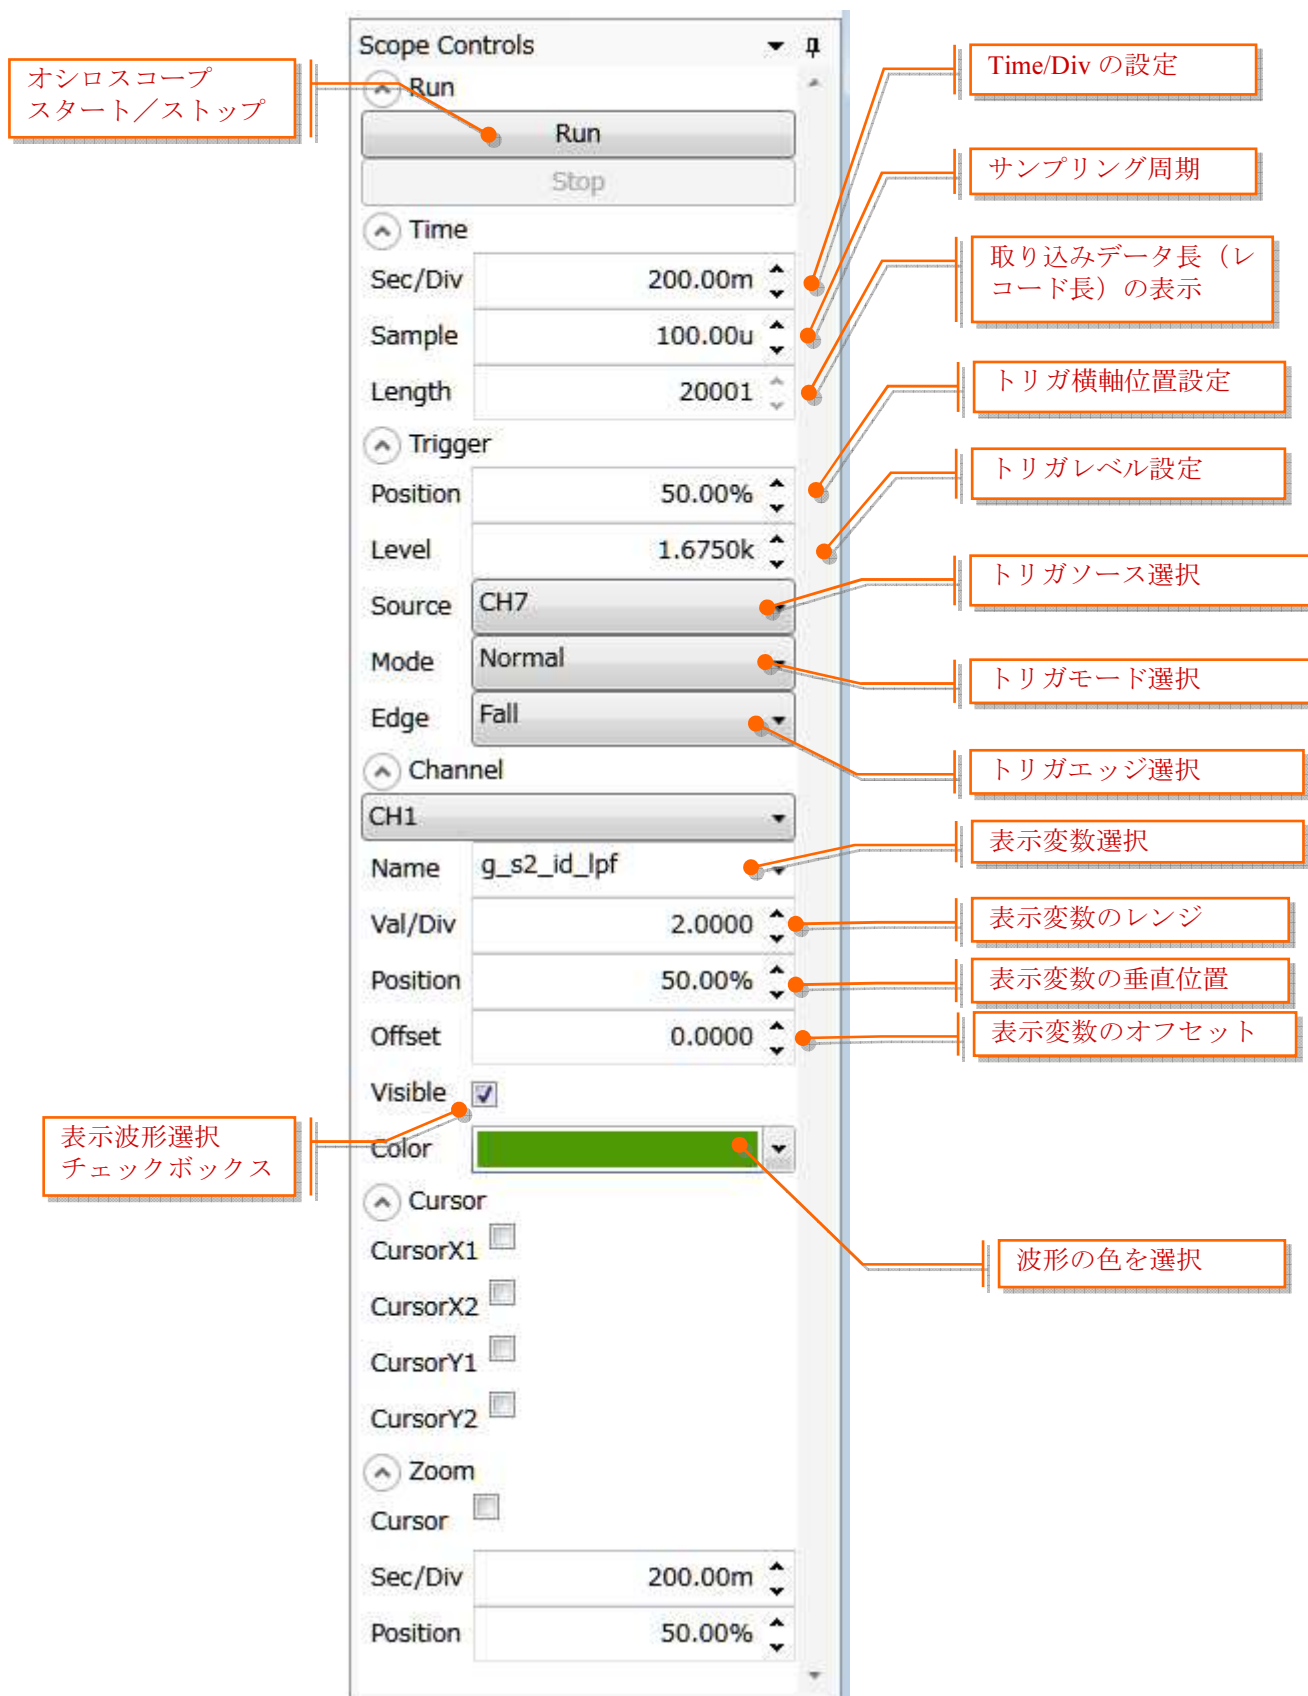 Scope Controls
オシロスコープ
スタート／ストップ
Run
Run
Stop
Time/Div の設定
サンプリング周期
取り込みデータ長（レ
コード長）の表示
Time
Sec/Div 200.00m
Sample 100.00u
Length 20001
トリガ横軸位置設定
トリガレベル設定
Trigger
Position 50.00%
Level 1.6750k
Source CH7
トリガソース選択
Mode Normal
トリガモード選択
Edge Fall
トリガエッジ選択
Channel
CH1
表示変数選択
Name g_s2_id_lpf
Val/Div 2.0000
表示変数のレンジ
Position 50.00%
表示変数の垂直位置
Offset 0.0000
表示変数のオフセット
Visible
表示波形選択
チェックボックス
Color
波形の色を選択
Cursor
CursorX1
CursorX2
CursorY1
CursorY2
Zoom
Cursor
Sec/Div 200.00m
Position 50.00%